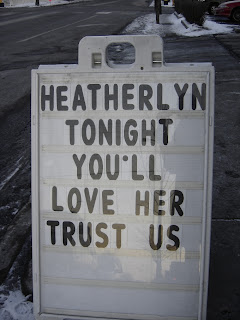 HEATHERLYN
TONIGHT
YOU'LL
LOVE HER
TRUST US